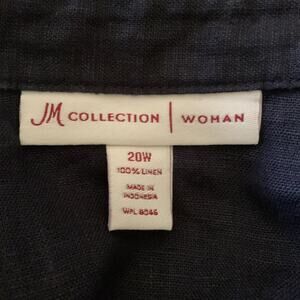 JM COLLECTION | WOMAN
20W
100% LINEN
MADE IN
INDONESIA
WPL 8046